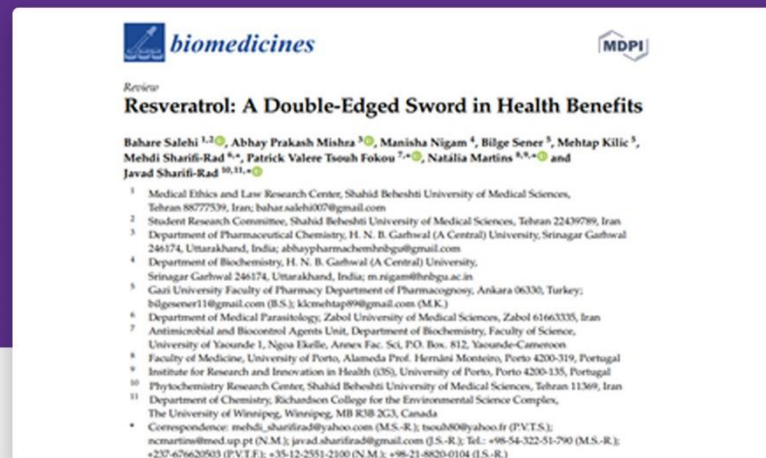 biomedicines
MDPI
Review
Resveratrol: A Double-Edged Sword in Health Benefits
Bahare Salehi 1,2, Abhay Prakash Mishra 3, Manisha Nigam 4, Bilge Sener 5, Mehtap Kilic 5,
Mehdi Sharifi-Rad 6,*, Patrick Valere Tsouh Fokou 7,*, Natália Martins 8,9,* and
Javad Sharifi-Rad 10,11,*
1 Medical Ethics and Law Research Center, Shahid Beheshti University of Medical Sciences,
Tehran 88777539, Iran; bahar.salehi007@gmail.com
2 Student Research Committee, Shahid Beheshti University of Medical Sciences, Tehran 22439789, Iran
3 Department of Pharmaceutical Chemistry, H. N. B. Garhwal (A Central) University, Srinagar Garhwal
246174, Uttarakhand, India; abhaypharmachemhnbgu@gmail.com
4 Department of Biochemistry, H. N. B. Garhwal (A Central) University,
Srinagar Garhwal 246174, Uttarakhand, India; m.nigam@hnbgu.ac.in
5 Gazi University Faculty of Pharmacy Department of Pharmacognosy, Ankara 06330, Turkey;
bilgesener11@gmail.com (B.S.); klcmehtap89@gmail.com (M.K.)
6 Department of Medical Parasitology, Zabol University of Medical Sciences, Zabol 61663335, Iran
7 Antimicrobial and Biocontrol Agents Unit, Department of Biochemistry, Faculty of Science,
University of Yaounde 1, Ngoa Ekelle, Annex Fac. Sci, P.O. Box. 812, Yaounde-Cameroon
8 Faculty of Medicine, University of Porto, Alameda Prof. Hernâni Monteiro, Porto 4200-319, Portugal
9 Institute for Research and Innovation in Health (i3S), University of Porto, Porto 4200-135, Portugal
10 Phytochemistry Research Center, Shahid Beheshti University of Medical Sciences, Tehran 11369, Iran
11 Department of Chemistry, Richardson College for the Environmental Science Complex,
The University of Winnipeg, Winnipeg, MB R3B 2G3, Canada
* Correspondence: mehdi_sharifirad@yahoo.com (M.S.-R.); tsouh80@yahoo.fr (P.V.T.S.);
ncmartins@med.up.pt (N.M.); javad.sharifirad@gmail.com (J.S.-R.); Tel.: +98-54-322-51-790 (M.S.-R.);
+237-676620503 (P.V.T.F.); +35-12-2551-2100 (N.M.); +98-21-8820-0104 (J.S.-R.)